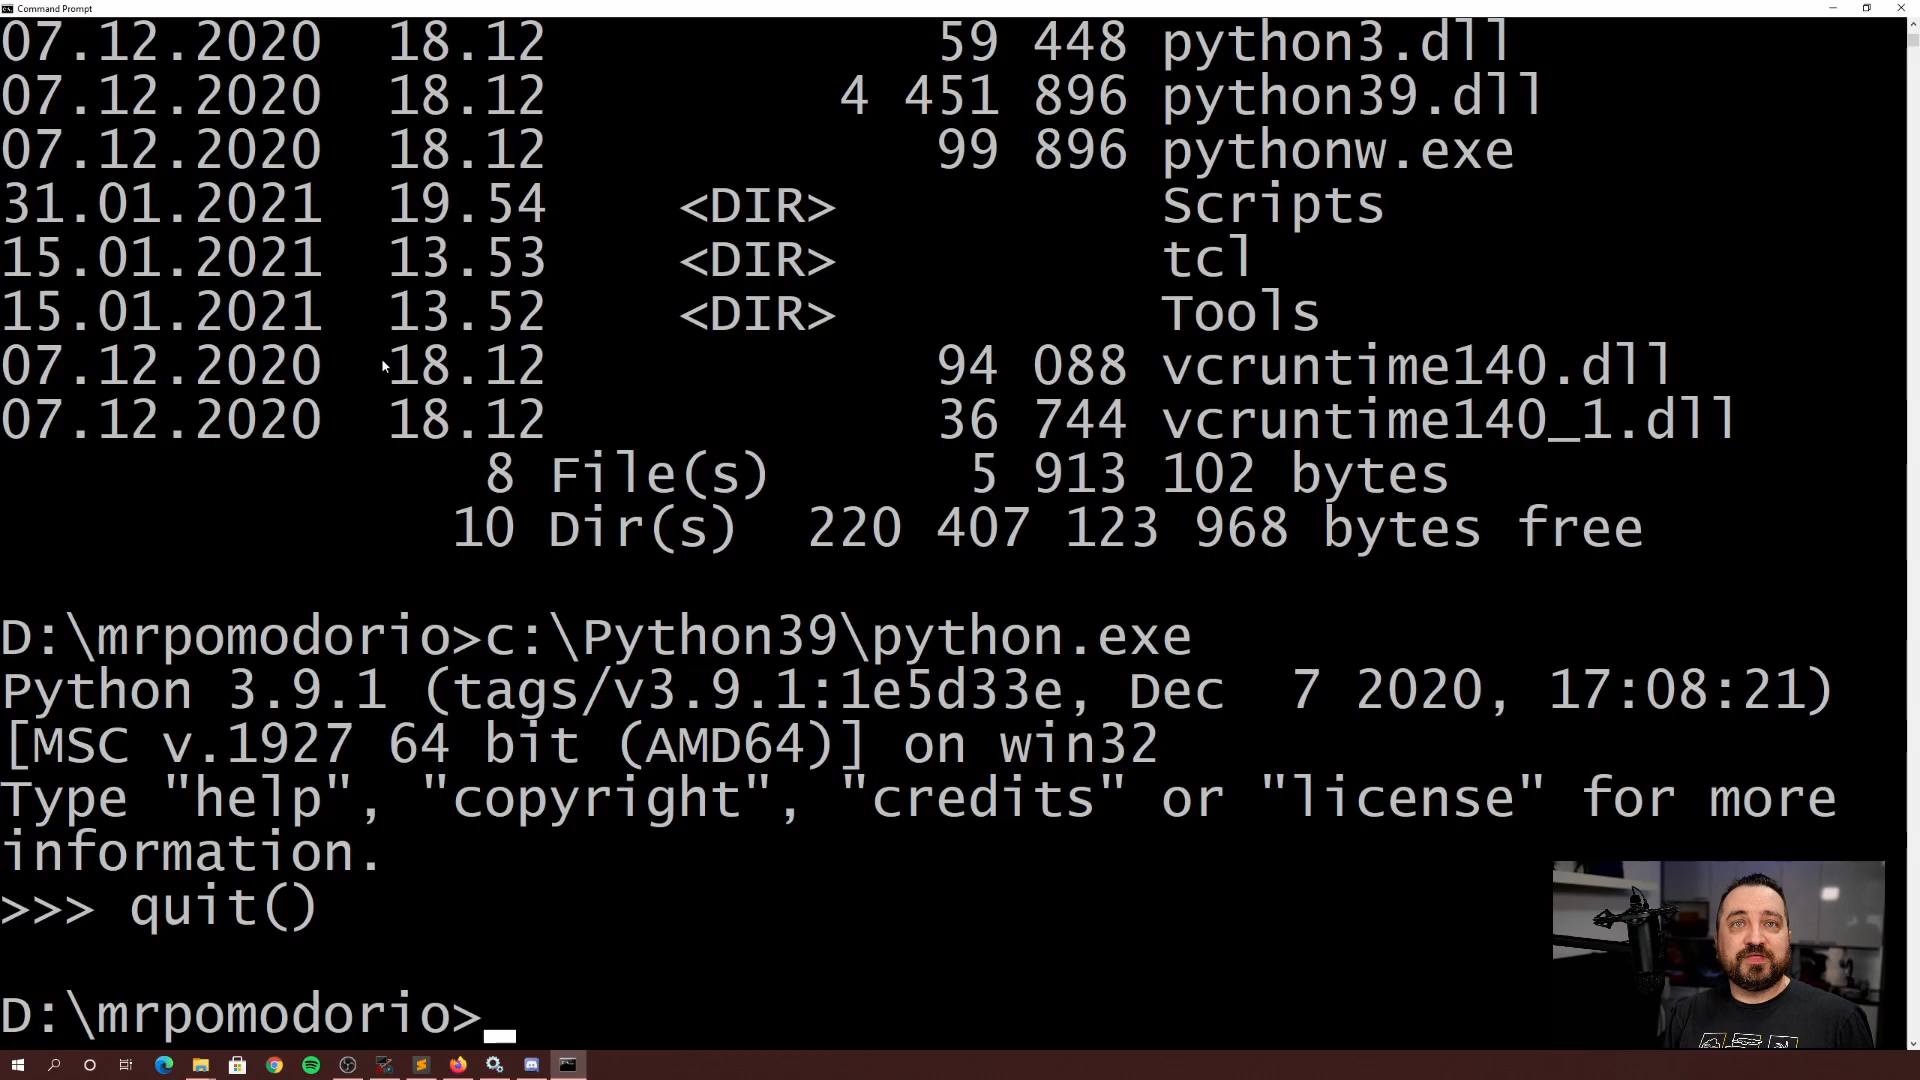 Command Prompt
07.12.2020  18.12            59 448 python3.dll
07.12.2020  18.12         4 451 896 python39.dll
07.12.2020  18.12            99 896 pythonw.exe
31.01.2021  19.54    <DIR>          Scripts
15.01.2021  13.53    <DIR>          tcl
15.01.2021  13.52    <DIR>          Tools
07.12.2020  18.12            94 088 vcruntime140.dll
07.12.2020  18.12            36 744 vcruntime140_1.dll
8 File(s)      5 913 102 bytes
10 Dir(s)  220 407 123 968 bytes free
D:\mrpomodorio>c:\Python39\python.exe
Python 3.9.1 (tags/v3.9.1:1e5d33e, Dec  7 2020, 17:08:21)
[MSC v.1927 64 bit (AMD64)] on win32
Type "help", "copyright", "credits" or "license" for more
information.
>>> quit()
D:\mrpomodorio>